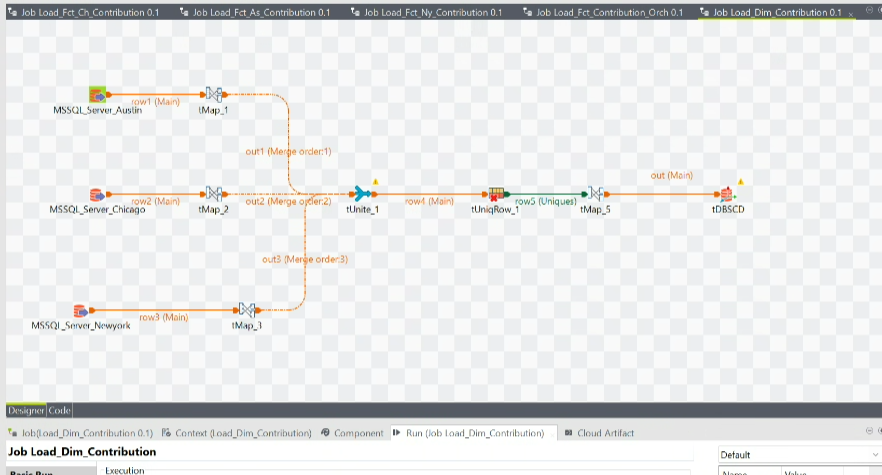 Job Load_Fct_Ch_Contribution 0.1 Job Load_Fct_As_Contribution 0.1 Job Load_Fct_Ny_Contribution 0.1 Job Load_Fct_Contribution_Orch 0.1 Job Load_Dim_Contribution 0.1
row1 (Main)
MSSQL_Server_Austin tMap_1
out1 (Merge order:1)
out (Main)
row2 (Main) out2 (Merge order:2) row4 (Main) row5 (Uniques)
MSSQL_Server_Chicago tMap_2 tUnite_1 tUniqRow_1 tMap_5 tDBSCD
out3 (Merge order:3)
row3 (Main)
MSSQL_Server_Newyork tMap_3
Designer Code
Job(Load_Dim_Contribution 0.1) Context (Load_Dim_Contribution) Component Run (Job Load_Dim_Contribution) Cloud Artifact
Job Load_Dim_Contribution
Default
Basic Run Execution
Name Value